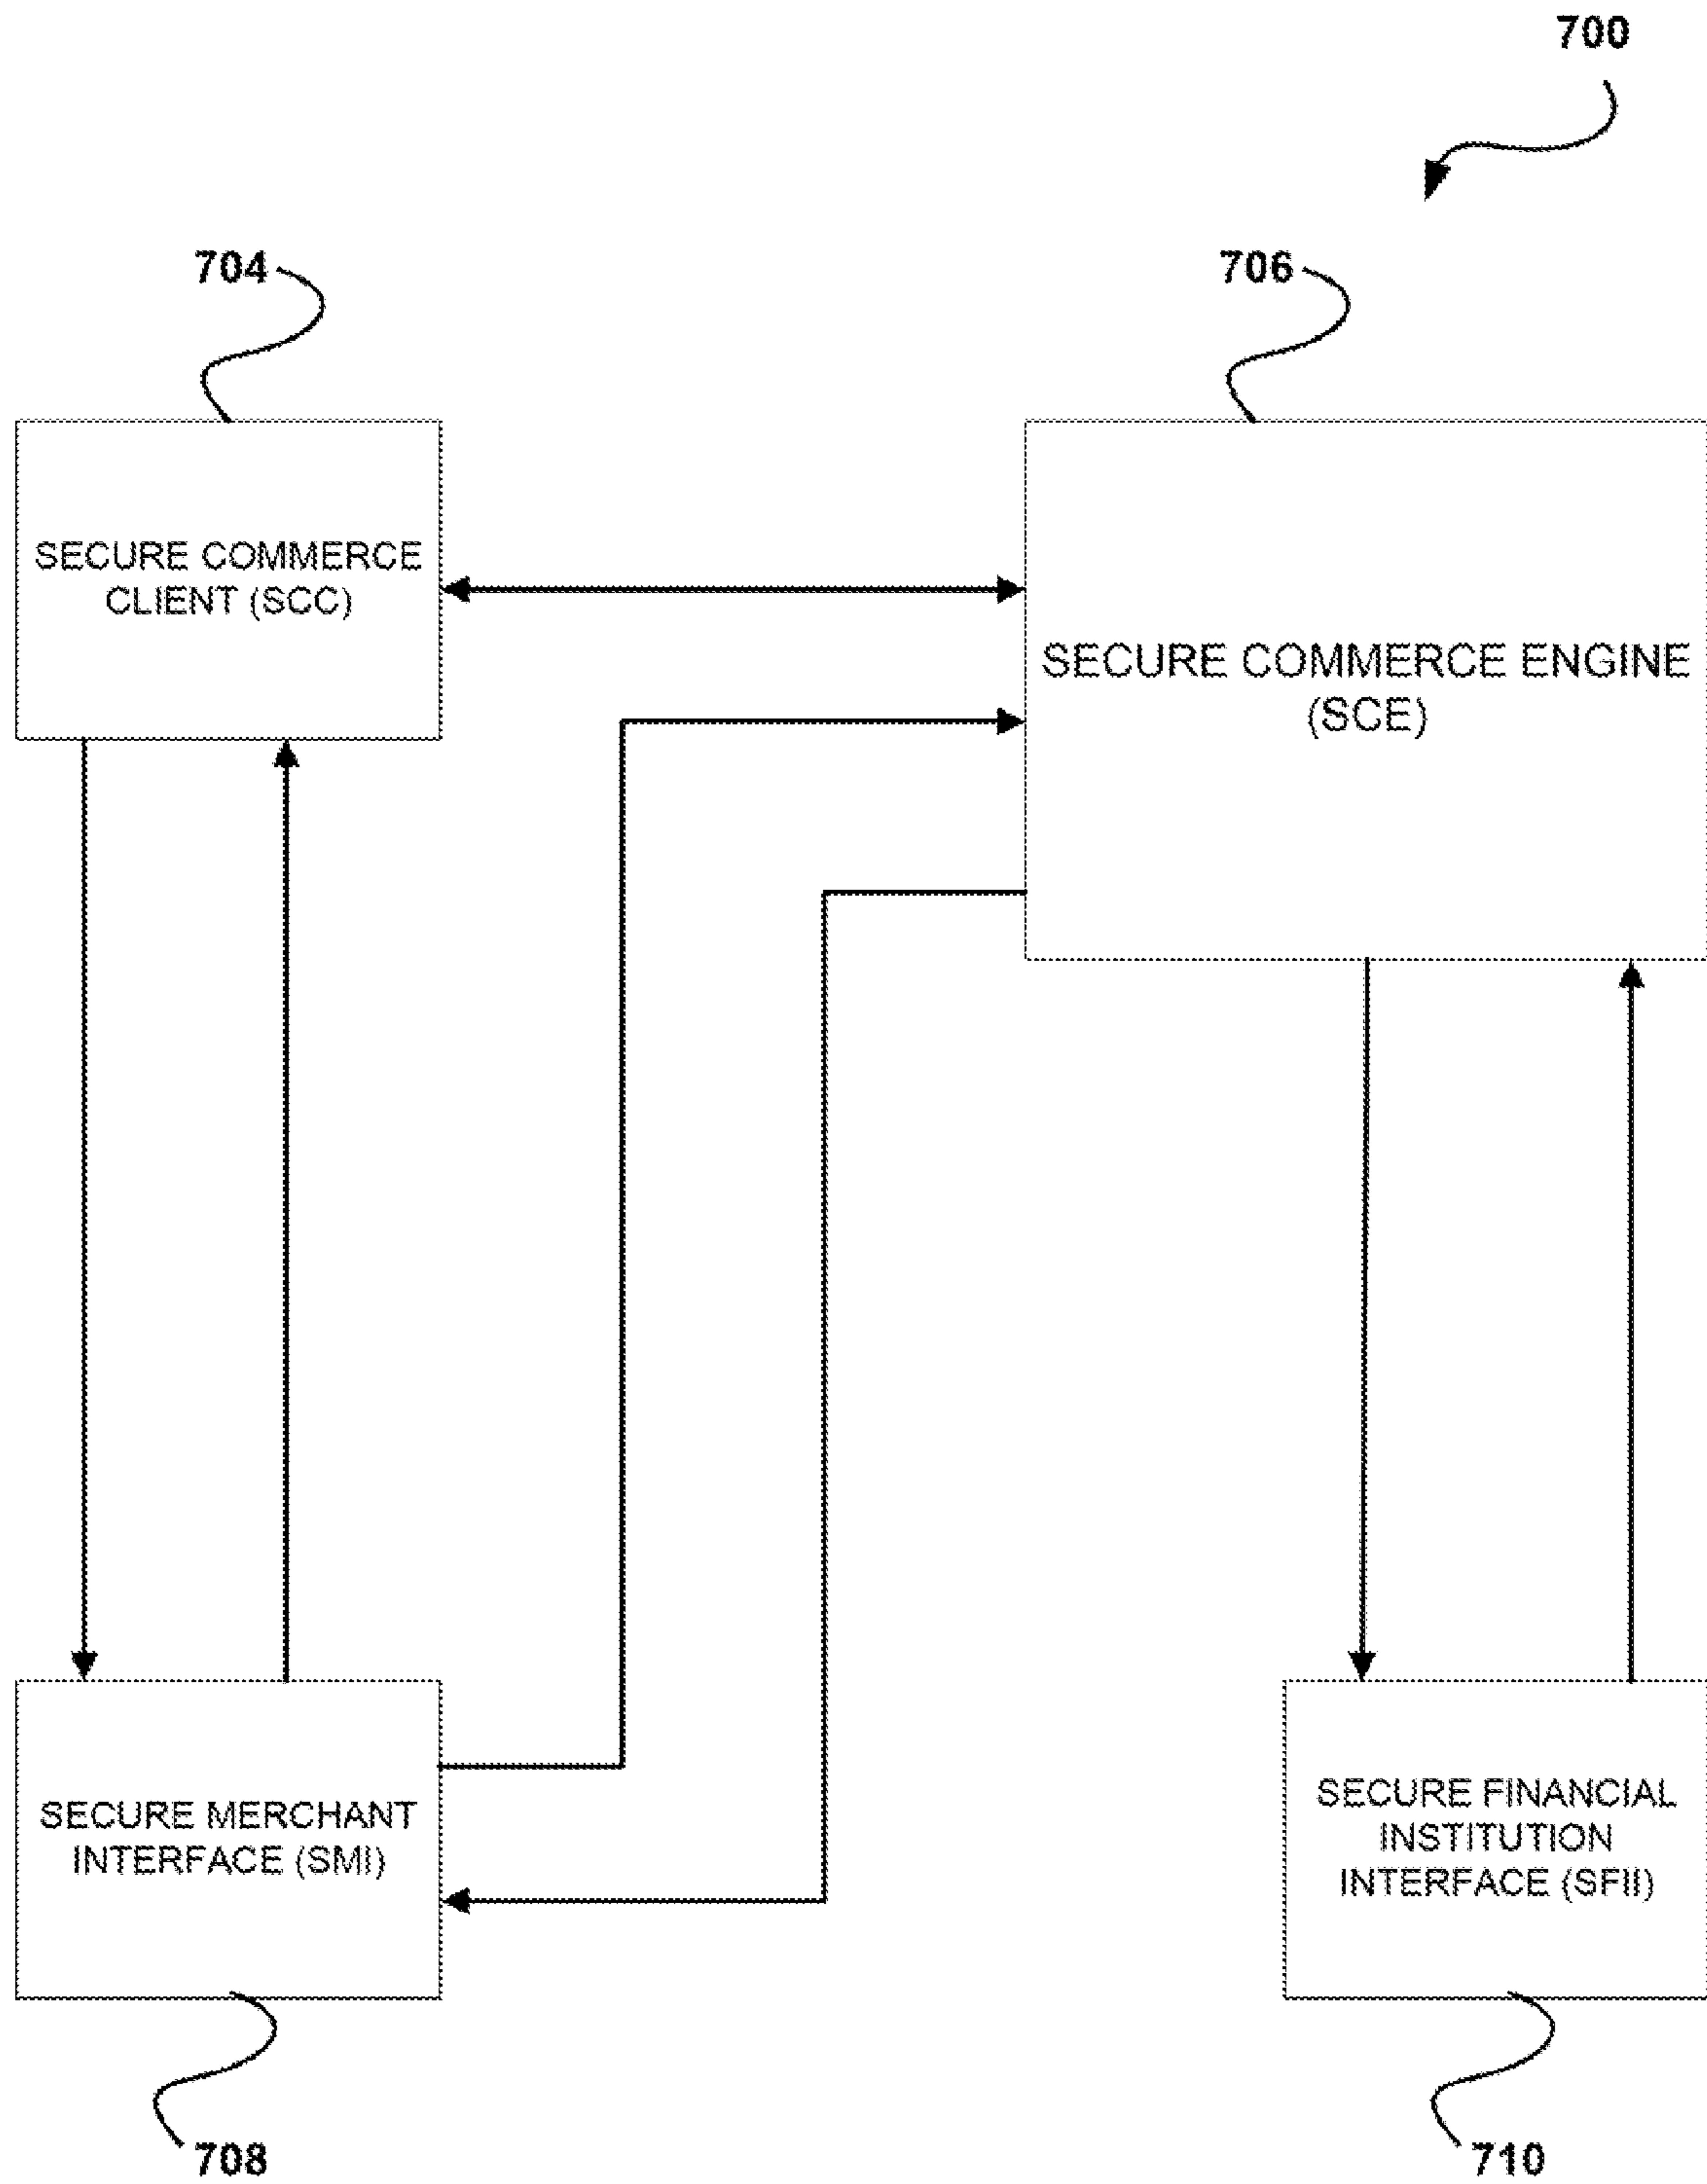 700
704
706
SECURE COMMERCE
CLIENT (SCC)
SECURE COMMERCE ENGINE
(SCE)
SECURE MERCHANT
INTERFACE (SMI)
SECURE FINANCIAL
INSTITUTION
INTERFACE (SFII)
708
710